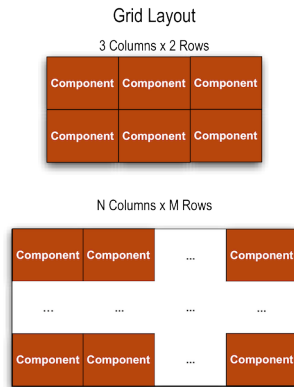 Grid Layout
3 Columns x 2 Rows
Component Component Component
Component Component Component
N Columns x M Rows
Component Component ... Component
... ... ... ...
Component Component ... Component